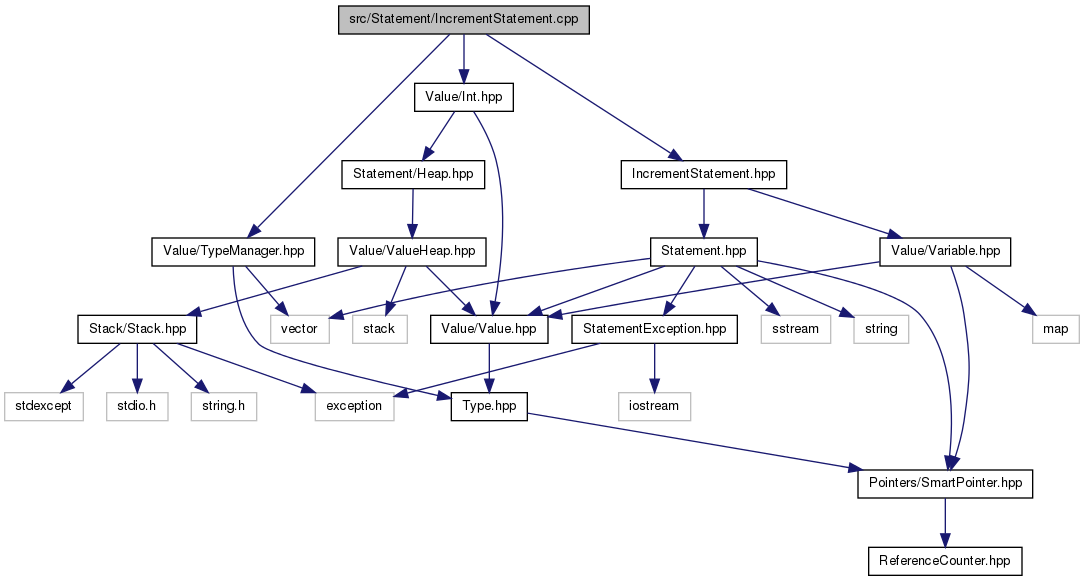 src/Statement/IncrementStatement.cpp
Value/Int.hpp
Statement/Heap.hpp
IncrementStatement.hpp
Value/TypeManager.hpp
Value/ValueHeap.hpp
Statement.hpp
Value/Variable.hpp
Stack/Stack.hpp
vector
stack
Value/Value.hpp
StatementException.hpp
sstream
string
map
stdexcept
stdio.h
string.h
exception
Type.hpp
iostream
Pointers/SmartPointer.hpp
ReferenceCounter.hpp